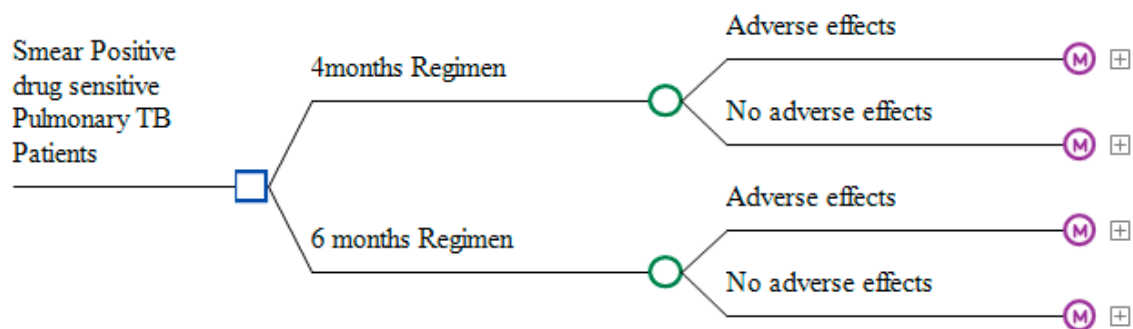 Smear Positive
drug sensitive
Pulmonary TB
Patients
4months Regimen
Adverse effects
M
No adverse effects
M
6 months Regimen
Adverse effects
M
No adverse effects
M